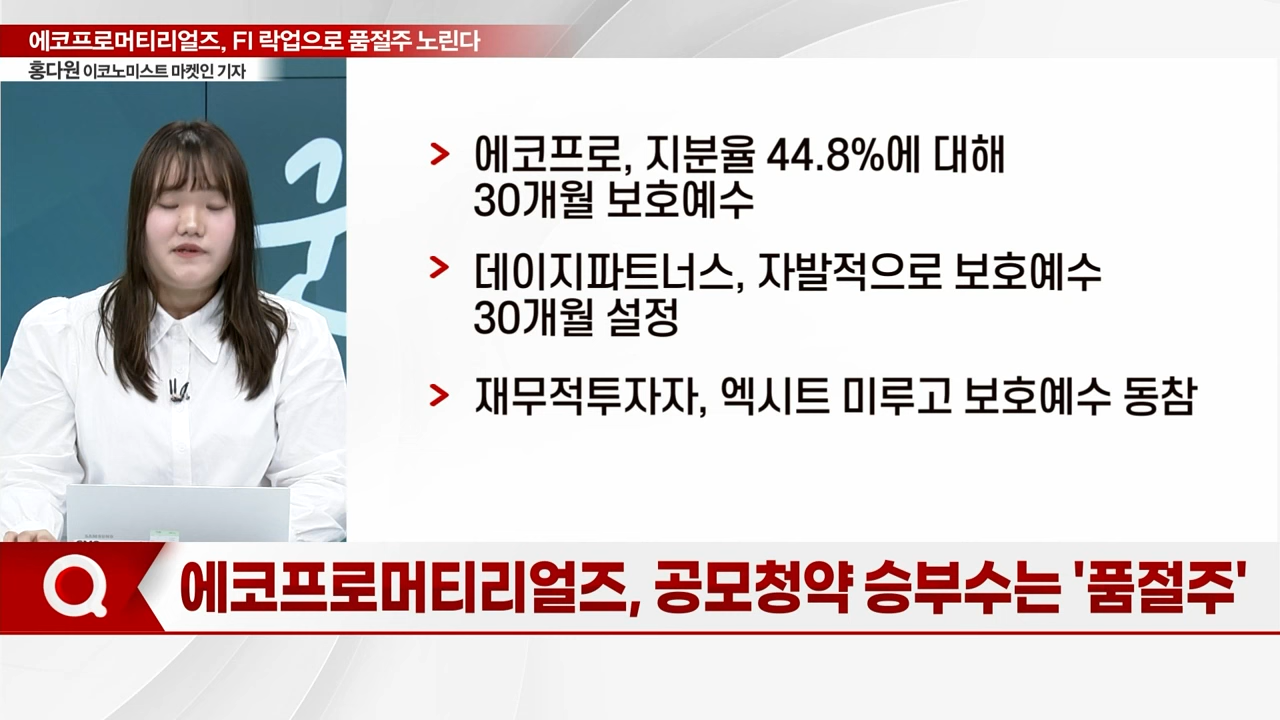 에코프로머티리얼즈, FI 락업으로 품절주 노린다
홍다원 이코노미스트 마켓인 기자
> 에코프로, 지분율 44.8%에 대해
30개월 보호예수
> 데이지파트너스, 자발적으로 보호예수
30개월 설정
> 재무적투자자, 엑시트 미루고 보호예수 동참
에코프로머티리얼즈, 공모청약 승부수는 '품절주'